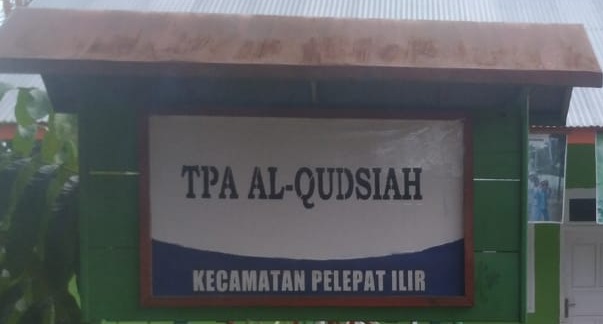 TPA AL-QUDSIAH
KECAMATAN PELEPAT ILIR